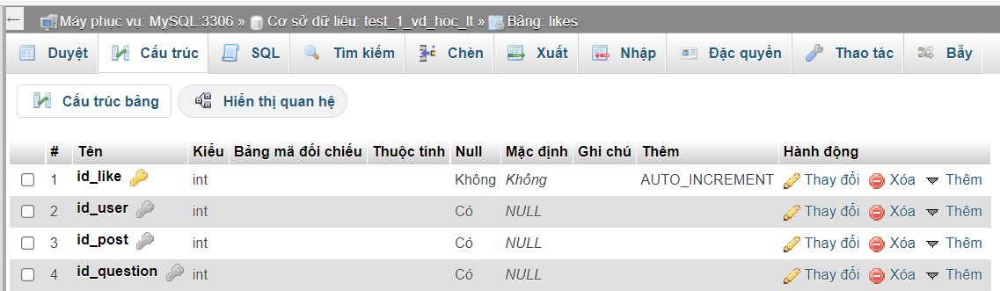 ← Máy phục vụ: MySQL:3306 » Cơ sở dữ liệu: test_1_vd_hoc_lt » Bảng: likes
Duyệt Cấu trúc SQL Tìm kiếm Chèn Xuất Nhập Đặc quyền Thao tác Bẫy
Cấu trúc bảng Hiển thị quan hệ
# Tên Kiểu Bảng mã đối chiếu Thuộc tính Null Mặc định Ghi chú Thêm Hành động
1 id_like int Không Không AUTO_INCREMENT Thay đổi Xóa Thêm
2 id_user int Có NULL Thay đổi Xóa Thêm
3 id_post int Có NULL Thay đổi Xóa Thêm
4 id_question int Có NULL Thay đổi Xóa Thêm